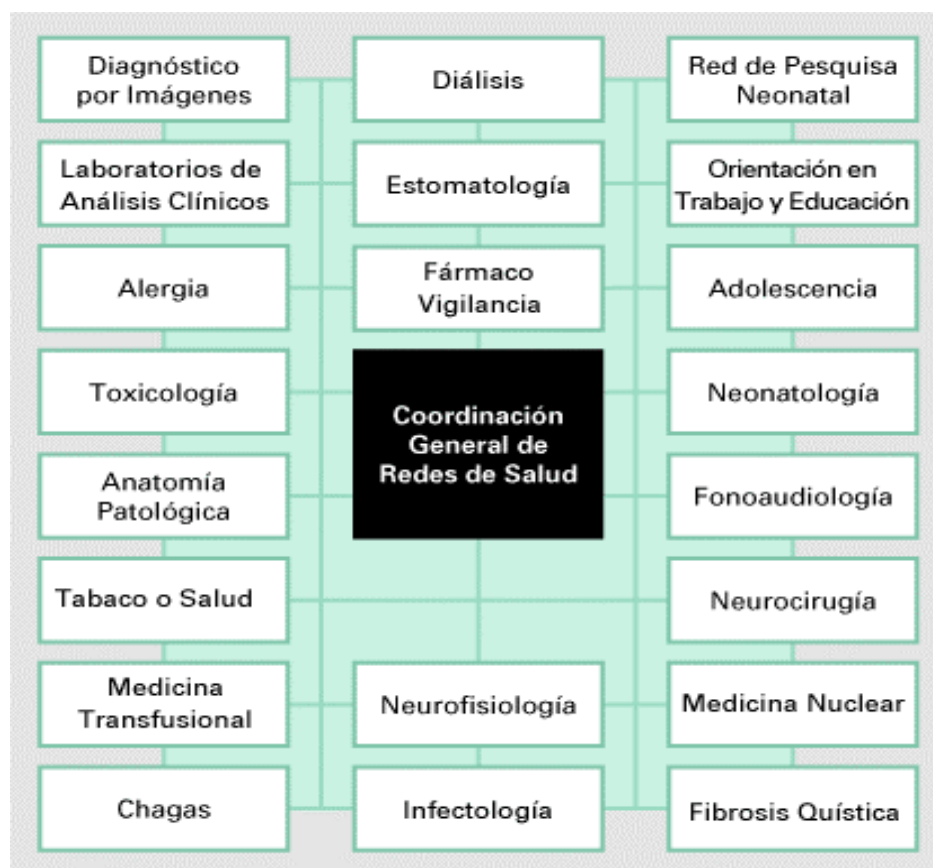 Diagnóstico
por Imágenes
Diálisis
Red de Pesquisa
Neonatal
Laboratorios de
Análisis Clínicos
Estomatología
Orientación en
Trabajo y Educación
Alergia
Fármaco
Vigilancia
Adolescencia
Toxicología
Coordinación
General de
Redes de Salud
Neonatología
Anatomía
Patológica
Fonoaudiología
Tabaco o Salud
Neurocirugía
Medicina
Transfusional
Neurofisiología
Medicina Nuclear
Chagas
Infectología
Fibrosis Quística